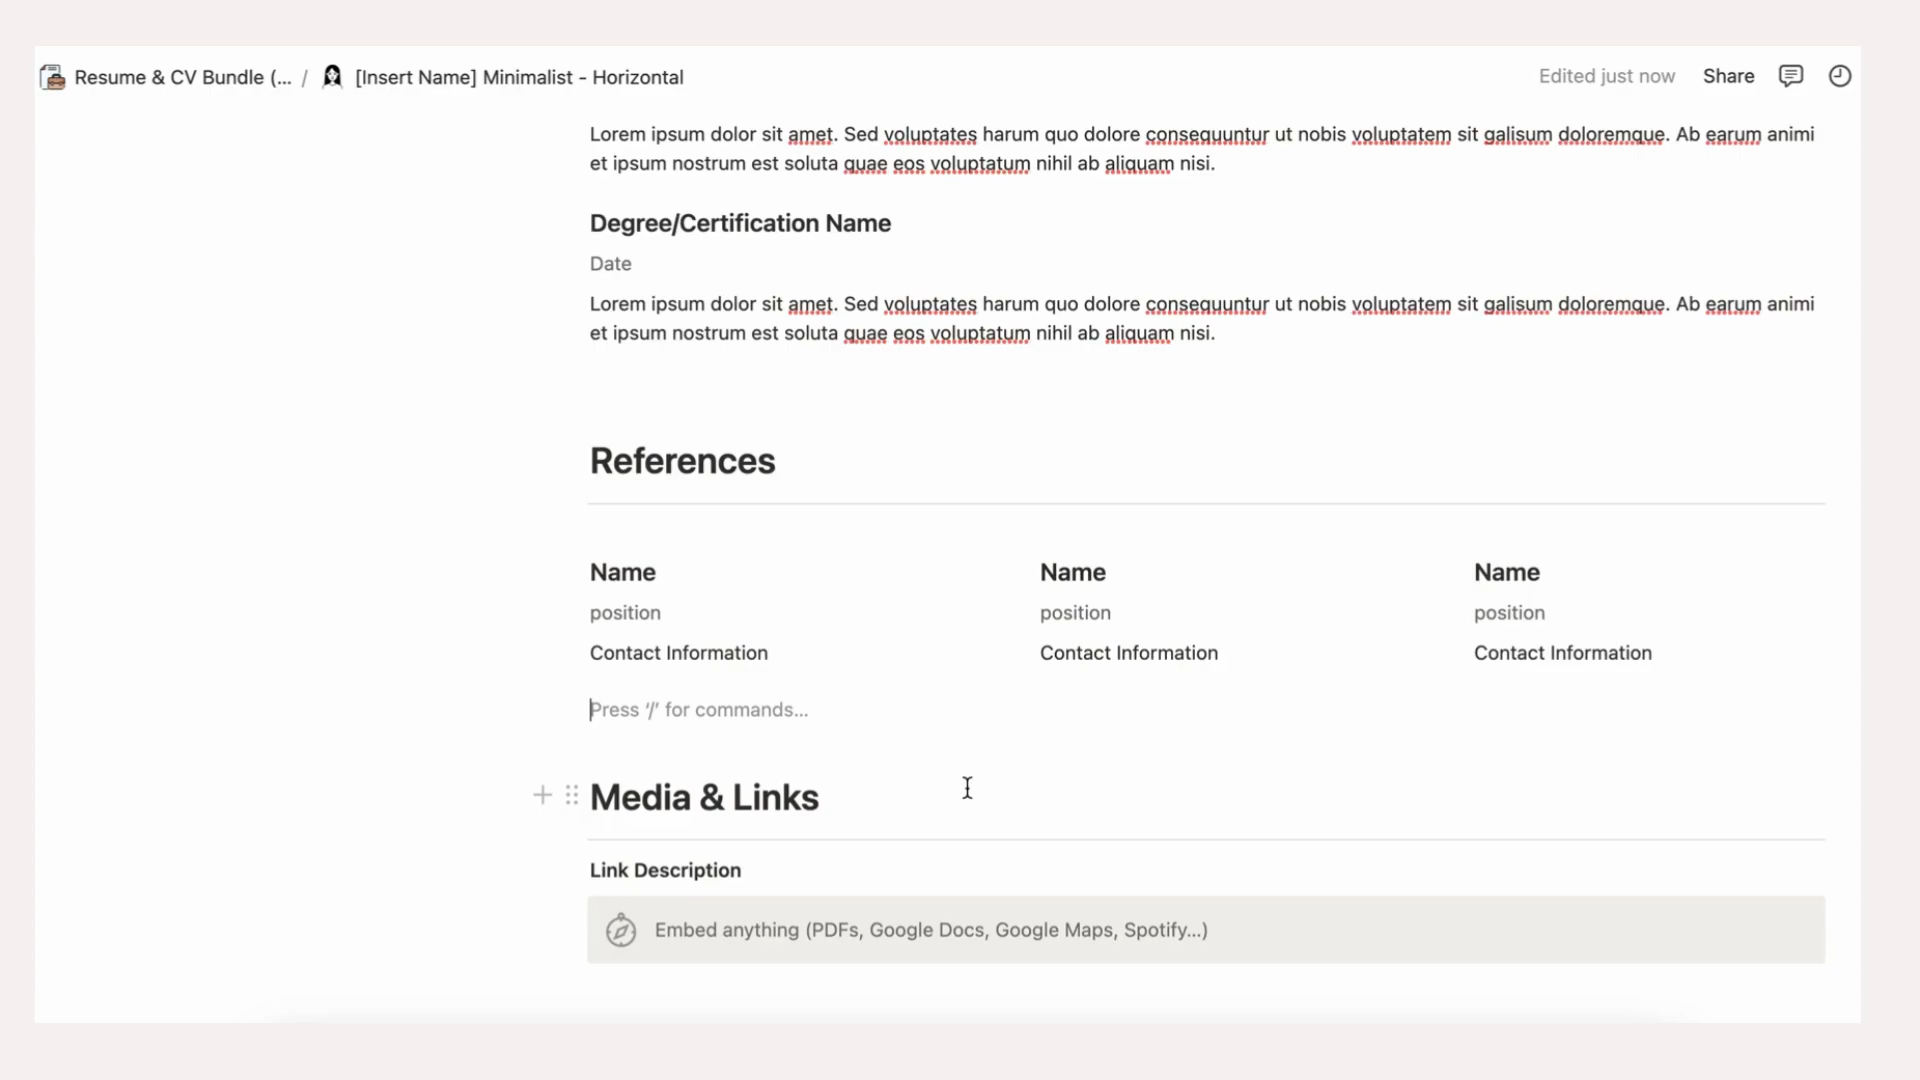 Resume & CV Bundle (... / [Insert Name] Minimalist - Horizontal
Edited just now Share
Lorem ipsum dolor sit amet. Sed voluptates harum quo dolore consequuntur ut nobis voluptatem sit galisum doloremque. Ab earum animi
et ipsum nostrum est soluta quae eos voluptatum nihil ab aliquam nisi.
Degree/Certification Name
Date
Lorem ipsum dolor sit amet. Sed voluptates harum quo dolore consequuntur ut nobis voluptatem sit galisum doloremque. Ab earum animi
et ipsum nostrum est soluta quae eos voluptatum nihil ab aliquam nisi.
References
Name Name Name
position position position
Contact Information Contact Information Contact Information
Press ‘/’ for commands...
Media & Links
Link Description
Embed anything (PDFs, Google Docs, Google Maps, Spotify...)